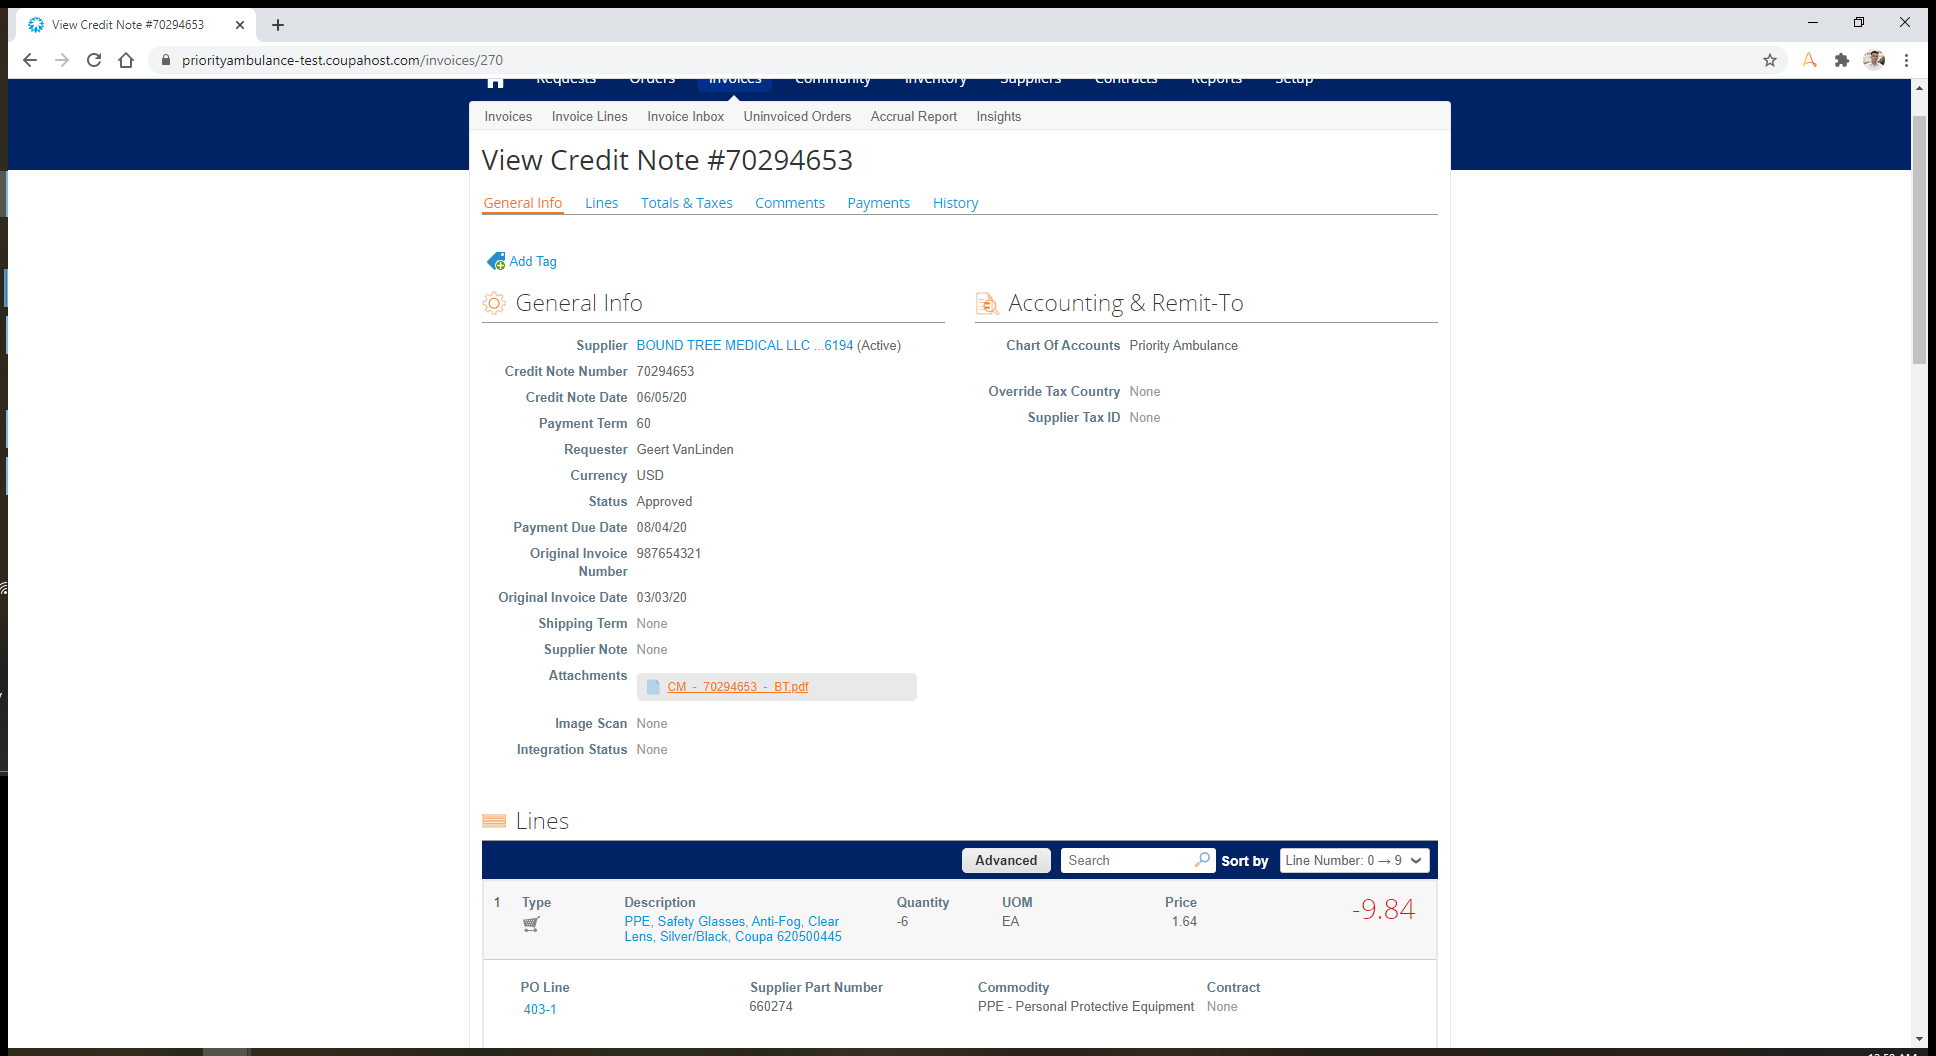 View Credit Note #70294653
priorityambulance-test.coupahost.com/invoices/270
Requests Orders Invoices Community Inventory Suppliers Contracts Reports Setup
Invoices Invoice Lines Invoice Inbox Uninvoiced Orders Accrual Report Insights
View Credit Note #70294653
General Info Lines Totals & Taxes Comments Payments History
Add Tag
General Info
Supplier BOUND TREE MEDICAL LLC ...6194 (Active)
Credit Note Number 70294653
Credit Note Date 06/05/20
Payment Term 60
Requester Geert VanLinden
Currency USD
Status Approved
Payment Due Date 08/04/20
Original Invoice 987654321
Number
Original Invoice Date 03/03/20
Shipping Term None
Supplier Note None
Attachments
CM - 70294653 - BT.pdf
Image Scan None
Integration Status None
Accounting & Remit-To
Chart Of Accounts Priority Ambulance
Override Tax Country None
Supplier Tax ID None
Lines
Advanced Search Sort by Line Number: 0 → 9
1 Type Description Quantity UOM Price -9.84
PPE, Safety Glasses, Anti-Fog, Clear -6 EA 1.64
Lens, Silver/Black, Coupa 620500445
PO Line Supplier Part Number Commodity Contract
403-1 660274 PPE - Personal Protective Equipment None